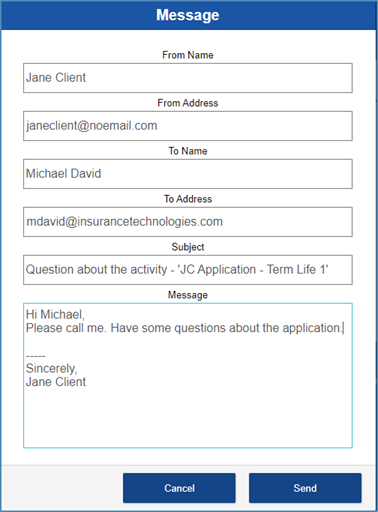 Message
From Name
Jane Client
From Address
janeclient@noemail.com
To Name
Michael David
To Address
mdavid@insurancetechnologies.com
Subject
Question about the activity - 'JC Application - Term Life 1'
Message
Hi Michael,
Please call me. Have some questions about the application.
-----
Sincerely,
Jane Client
Cancel
Send